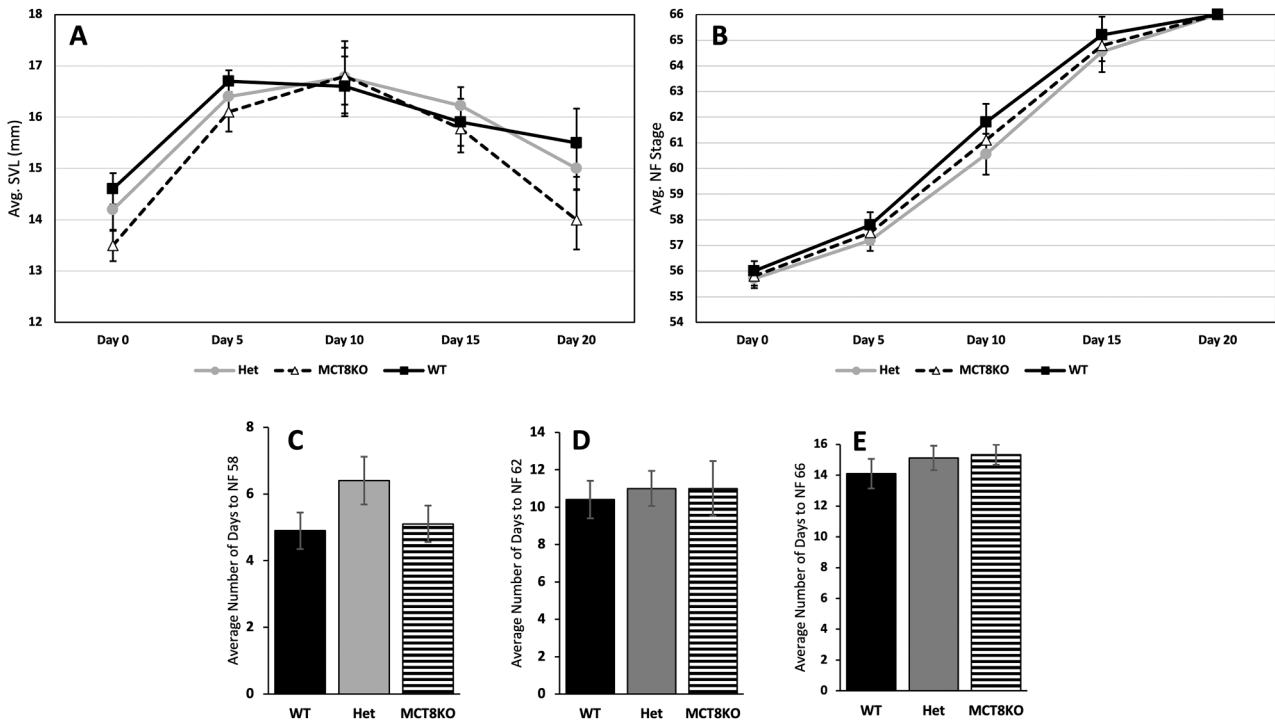 A
Avg. SVL (mm)
18
17
16
15
14
13
12
Day 0 Day 5 Day 10 Day 15 Day 20
Het MCT8KO WT
B
Avg. NF Stage
66
65
64
63
62
61
60
59
58
57
56
55
54
Day 0 Day 5 Day 10 Day 15 Day 20
Het MCT8KO WT
C
Average Number of Days to NF 58
8
6
4
2
0
WT Het MCT8KO
D
Average Number of Days to NF 62
14
12
10
8
6
4
2
0
WT Het MCT8KO
E
Average Number of Days to NF 66
16
14
12
10
8
6
4
2
0
WT Het MCT8KO